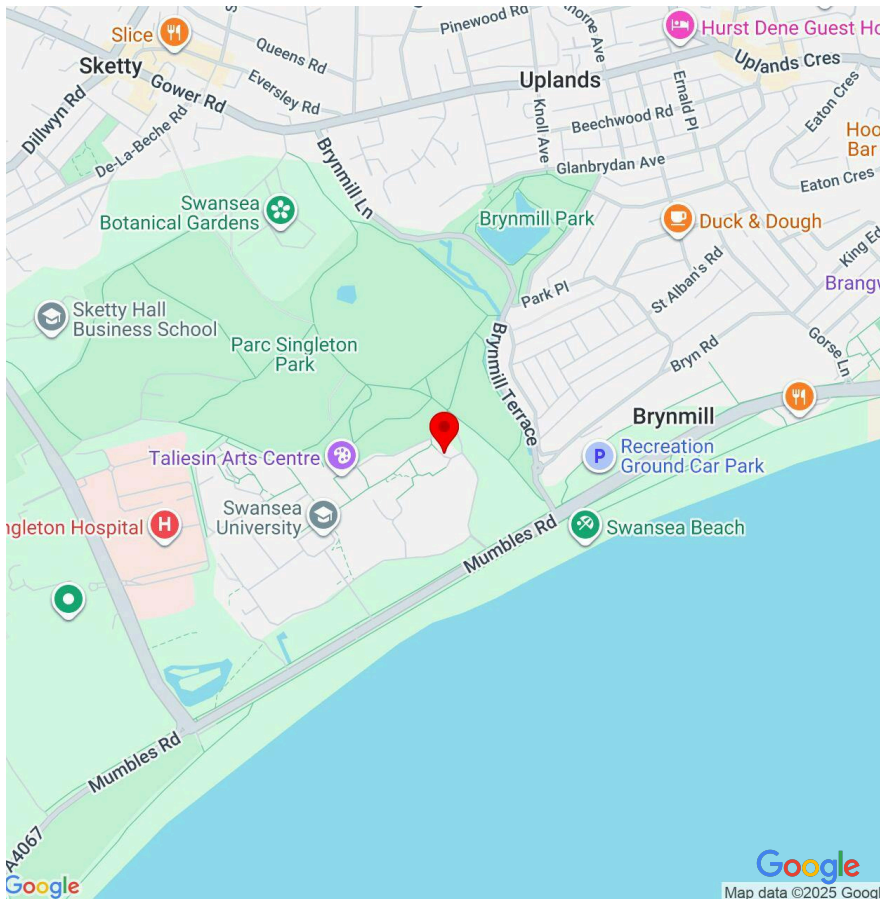 Slice
Sketty
Pinewood Rd
Uplands
Hurst Dene Guest Ho
Uplands Cres
Queens Rd
Eversley Rd
Gower Rd
Dillwyn Rd
De-La-Beche Rd
Brynmill Ln
Knoll Ave
Beechwood Rd
Ernald Pl
Eaton Cres
Hoo
Bar
Glanbrydan Ave
Eaton Cres
Swansea
Botanical Gardens
Brynmill Park
Duck & Dough
King Ed
St Alban's Rd
Brangw
Park Pl
Sketty Hall
Business School
Parc Singleton
Park
Brynmill Terrace
Bryn Rd
Gorse Ln
Brynmill
Taliesin Arts Centre
Recreation
Ground Car Park
P
Swansea
University
ngleton Hospital
H
Mumbles Rd
Swansea Beach
Mumbles Rd
A4067
Google
Google
Map data ©2025 Googl